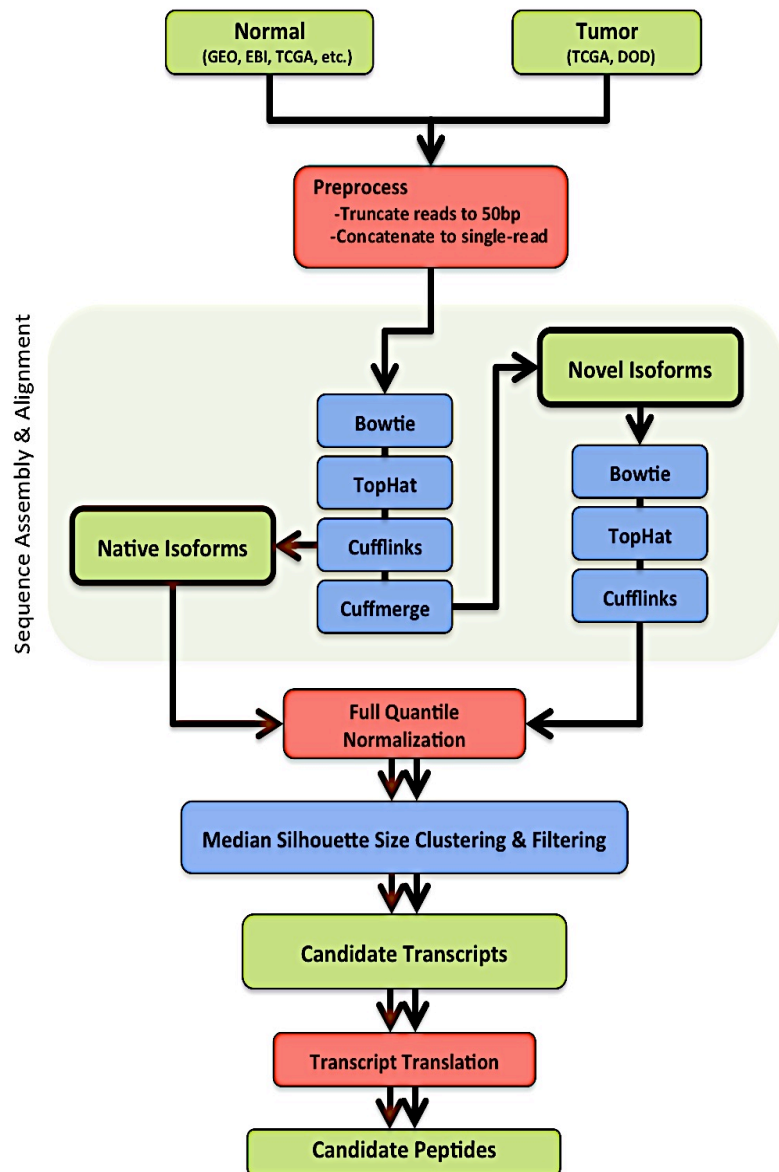 Normal
(GEO, EBI, TCGA, etc.)
Tumor
(TCGA, DOD)
Preprocess
-Truncate reads to 50bp
-Concatenate to single-read
Sequence Assembly & Alignment
Novel Isoforms
Bowtie
TopHat
Cufflinks
Cuffmerge
Native Isoforms
Bowtie
TopHat
Cufflinks
Full Quantile
Normalization
Median Silhouette Size Clustering & Filtering
Candidate Transcripts
Transcript Translation
Candidate Peptides